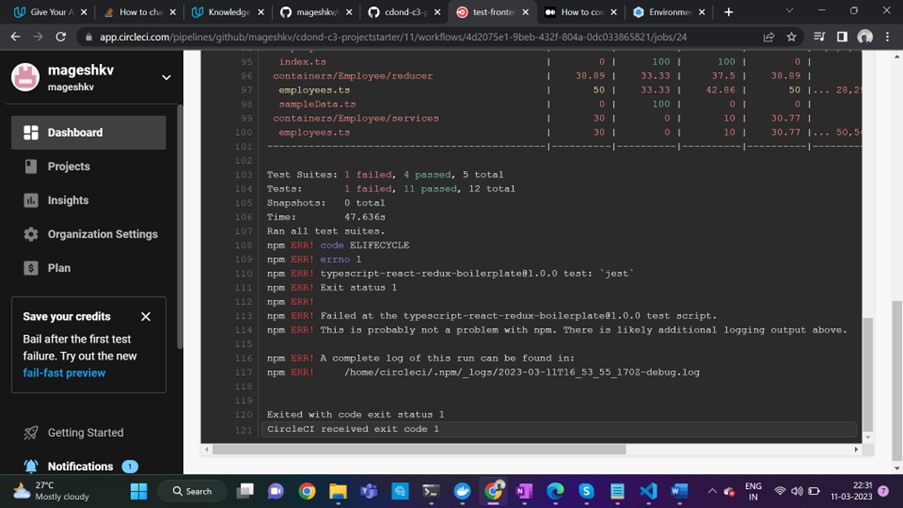 Give Your A
How to cha
Knowledge
mageshkv/
cdond-c3-p
test-fronter
How to con
Environme
app.circleci.com/pipelines/github/mageshkv/cdond-c3-projectstarter/11/workflows/4d2075e1-9beb-432f-804a-0dc033865821/jobs/24
mageshkv
mageshkv
Dashboard
Projects
Insights
Organization Settings
Plan
Save your credits
Bail after the first test
failure. Try out the new
fail-fast preview
Getting Started
Notifications 1
95 index.ts | 0 | 100 | 100 | 0 |
96 containers/Employee/reducer | 38.89 | 33.33 | 37.5 | 38.89 |
97 employees.ts | 50 | 33.33 | 42.86 | 50 |... 28,29
98 sampleData.ts | 0 | 100 | 0 | 0 |
99 containers/Employee/services | 30 | 0 | 10 | 30.77 |
100 employees.ts | 30 | 0 | 10 | 30.77 |... 50,54
101 -----------------------------------------|----------|----------|----------|----------|--------
102
103 Test Suites: 1 failed, 4 passed, 5 total
104 Tests: 1 failed, 11 passed, 12 total
105 Snapshots: 0 total
106 Time: 47.636s
107 Ran all test suites.
108 npm ERR! code ELIFECYCLE
109 npm ERR! errno 1
110 npm ERR! typescript-react-redux-boilerplate@1.0.0 test: `jest`
111 npm ERR! Exit status 1
112 npm ERR!
113 npm ERR! Failed at the typescript-react-redux-boilerplate@1.0.0 test script.
114 npm ERR! This is probably not a problem with npm. There is likely additional logging output above.
115
116 npm ERR! A complete log of this run can be found in:
117 npm ERR! /home/circleci/.npm/_logs/2023-03-11T16_53_55_170Z-debug.log
118
119
120 Exited with code exit status 1
121 CircleCI received exit code 1
27°C
Mostly cloudy
Search
ENG
IN
22:31
11-03-2023
7